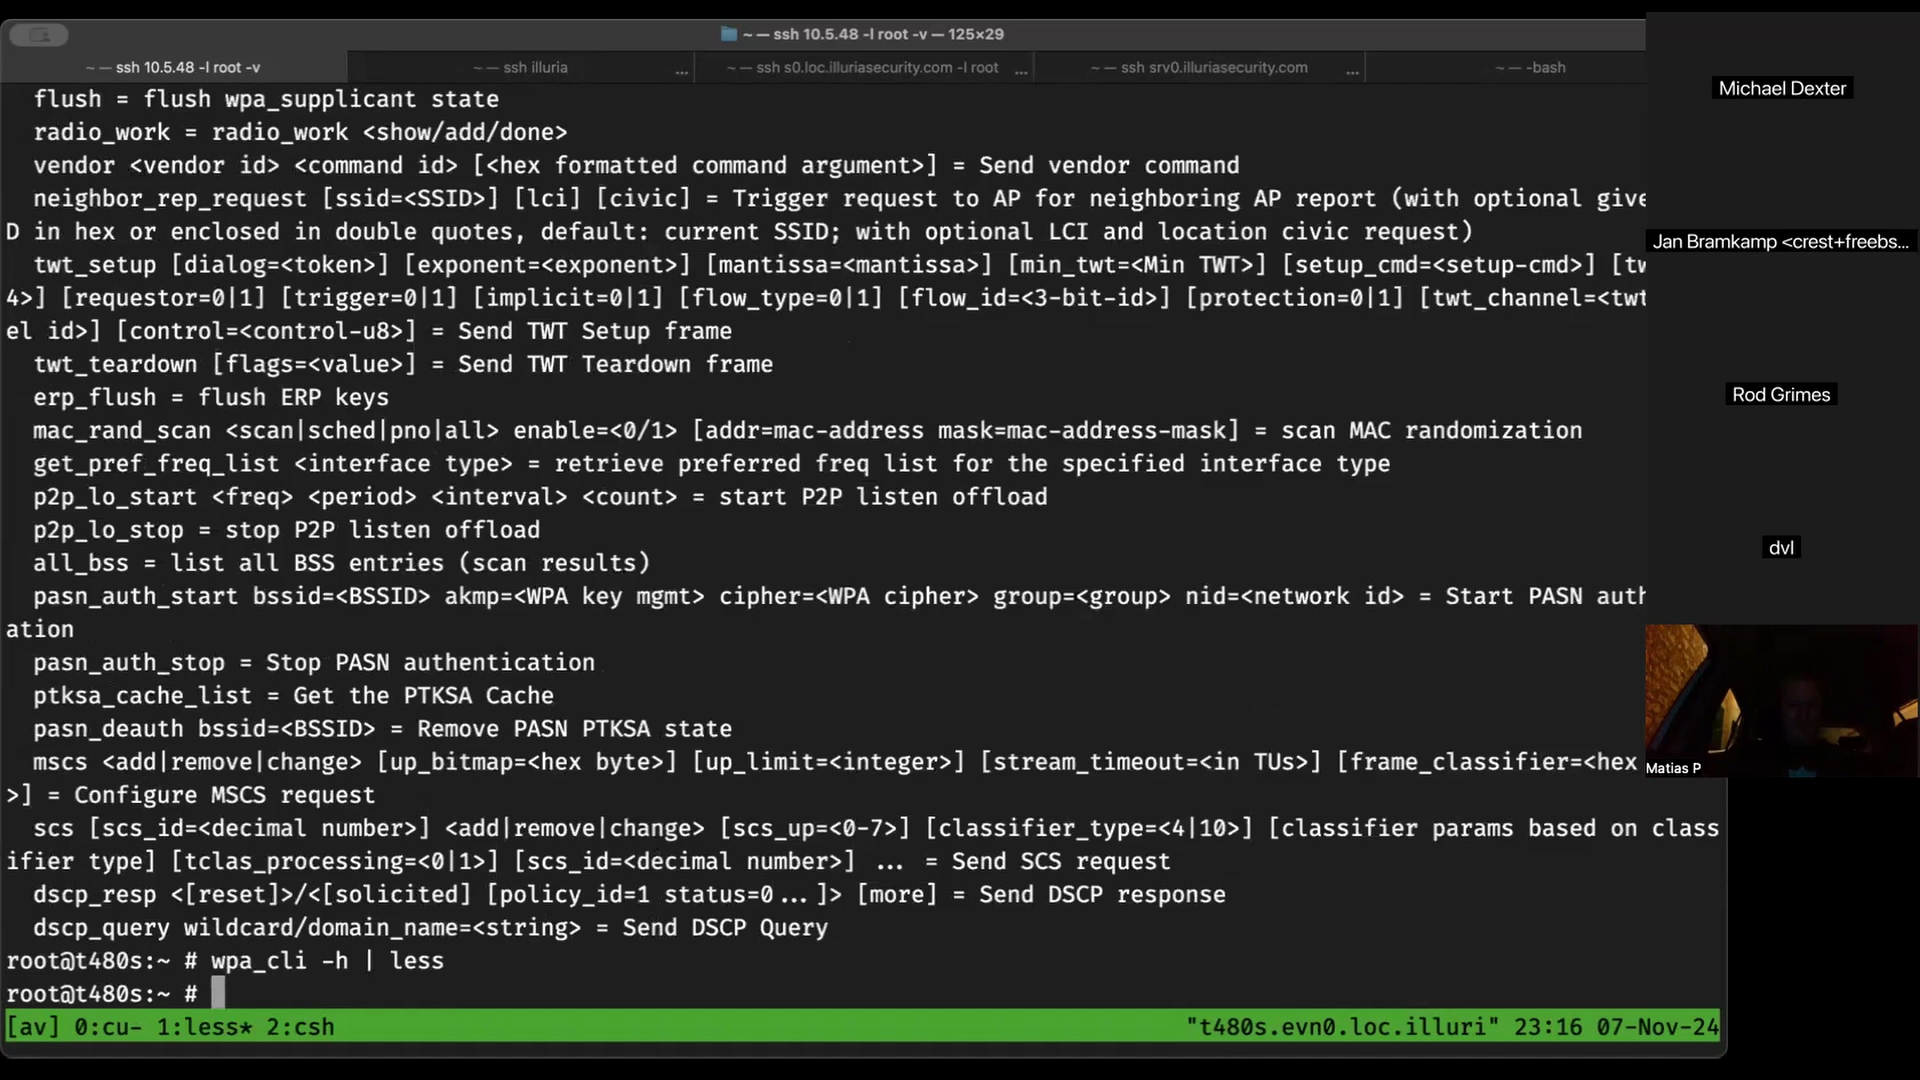 ~ — ssh 10.5.48 -l root -v — 125×29
~ — ssh 10.5.48 -l root -v
~ — ssh illuria ...
~ — ssh s0.loc.illuriasecurity.com -l root ...
~ — ssh srv0.illuriasecurity.com ...
~ — -bash
flush = flush wpa_supplicant state
radio_work = radio_work <show/add/done>
vendor <vendor id> <command id> [<hex formatted command argument>] = Send vendor command
neighbor_rep_request [ssid=<SSID>] [lci] [civic] = Trigger request to AP for neighboring AP report (with optional give
D in hex or enclosed in double quotes, default: current SSID; with optional LCI and location civic request)
twt_setup [dialog=<token>] [exponent=<exponent>] [mantissa=<mantissa>] [min_twt=<Min TWT>] [setup_cmd=<setup-cmd>] [tw
4>] [requestor=0|1] [trigger=0|1] [implicit=0|1] [flow_type=0|1] [flow_id=<3-bit-id>] [protection=0|1] [twt_channel=<twt
el id>] [control=<control-u8>] = Send TWT Setup frame
twt_teardown [flags=<value>] = Send TWT Teardown frame
erp_flush = flush ERP keys
mac_rand_scan <scan|sched|pno|all> enable=<0/1> [addr=mac-address mask=mac-address-mask] = scan MAC randomization
get_pref_freq_list <interface type> = retrieve preferred freq list for the specified interface type
p2p_lo_start <freq> <period> <interval> <count> = start P2P listen offload
p2p_lo_stop = stop P2P listen offload
all_bss = list all BSS entries (scan results)
pasn_auth_start bssid=<BSSID> akmp=<WPA key mgmt> cipher=<WPA cipher> group=<group> nid=<network id> = Start PASN auth
ation
pasn_auth_stop = Stop PASN authentication
ptksa_cache_list = Get the PTKSA Cache
pasn_deauth bssid=<BSSID> = Remove PASN PTKSA state
mscs <add|remove|change> [up_bitmap=<hex byte>] [up_limit=<integer>] [stream_timeout=<in TUs>] [frame_classifier=<hex
>] = Configure MSCS request
scs [scs_id=<decimal number>] <add|remove|change> [scs_up=<0-7>] [classifier_type=<4|10>] [classifier params based on class
ifier type] [tclas_processing=<0|1>] [scs_id=<decimal number>] ... = Send SCS request
dscp_resp <[reset]>/<[solicited] [policy_id=1 status=0...]> [more] = Send DSCP response
dscp_query wildcard/domain_name=<string> = Send DSCP Query
root@t480s:~ # wpa_cli -h | less
root@t480s:~ #
[av] 0:cu- 1:less* 2:csh "t480s.evn0.loc.illuri" 23:16 07-Nov-24
Michael Dexter
Jan Bramkamp <crest+freebs...
Rod Grimes
dvl
Matias P